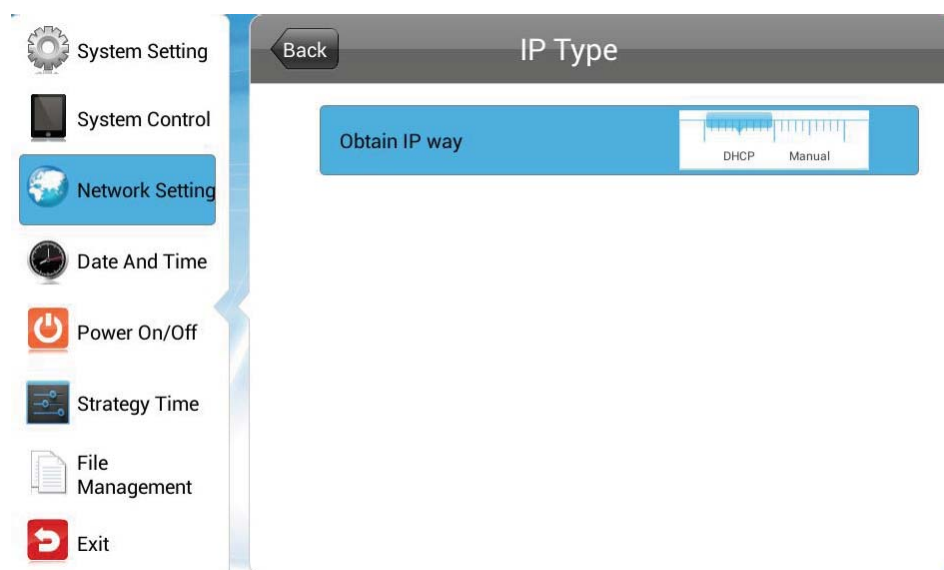 System Setting
System Control
Network Setting
Date And Time
Power On/Off
Strategy Time
File
Management
Exit
Back
IP Type
Obtain IP way
DHCP Manual